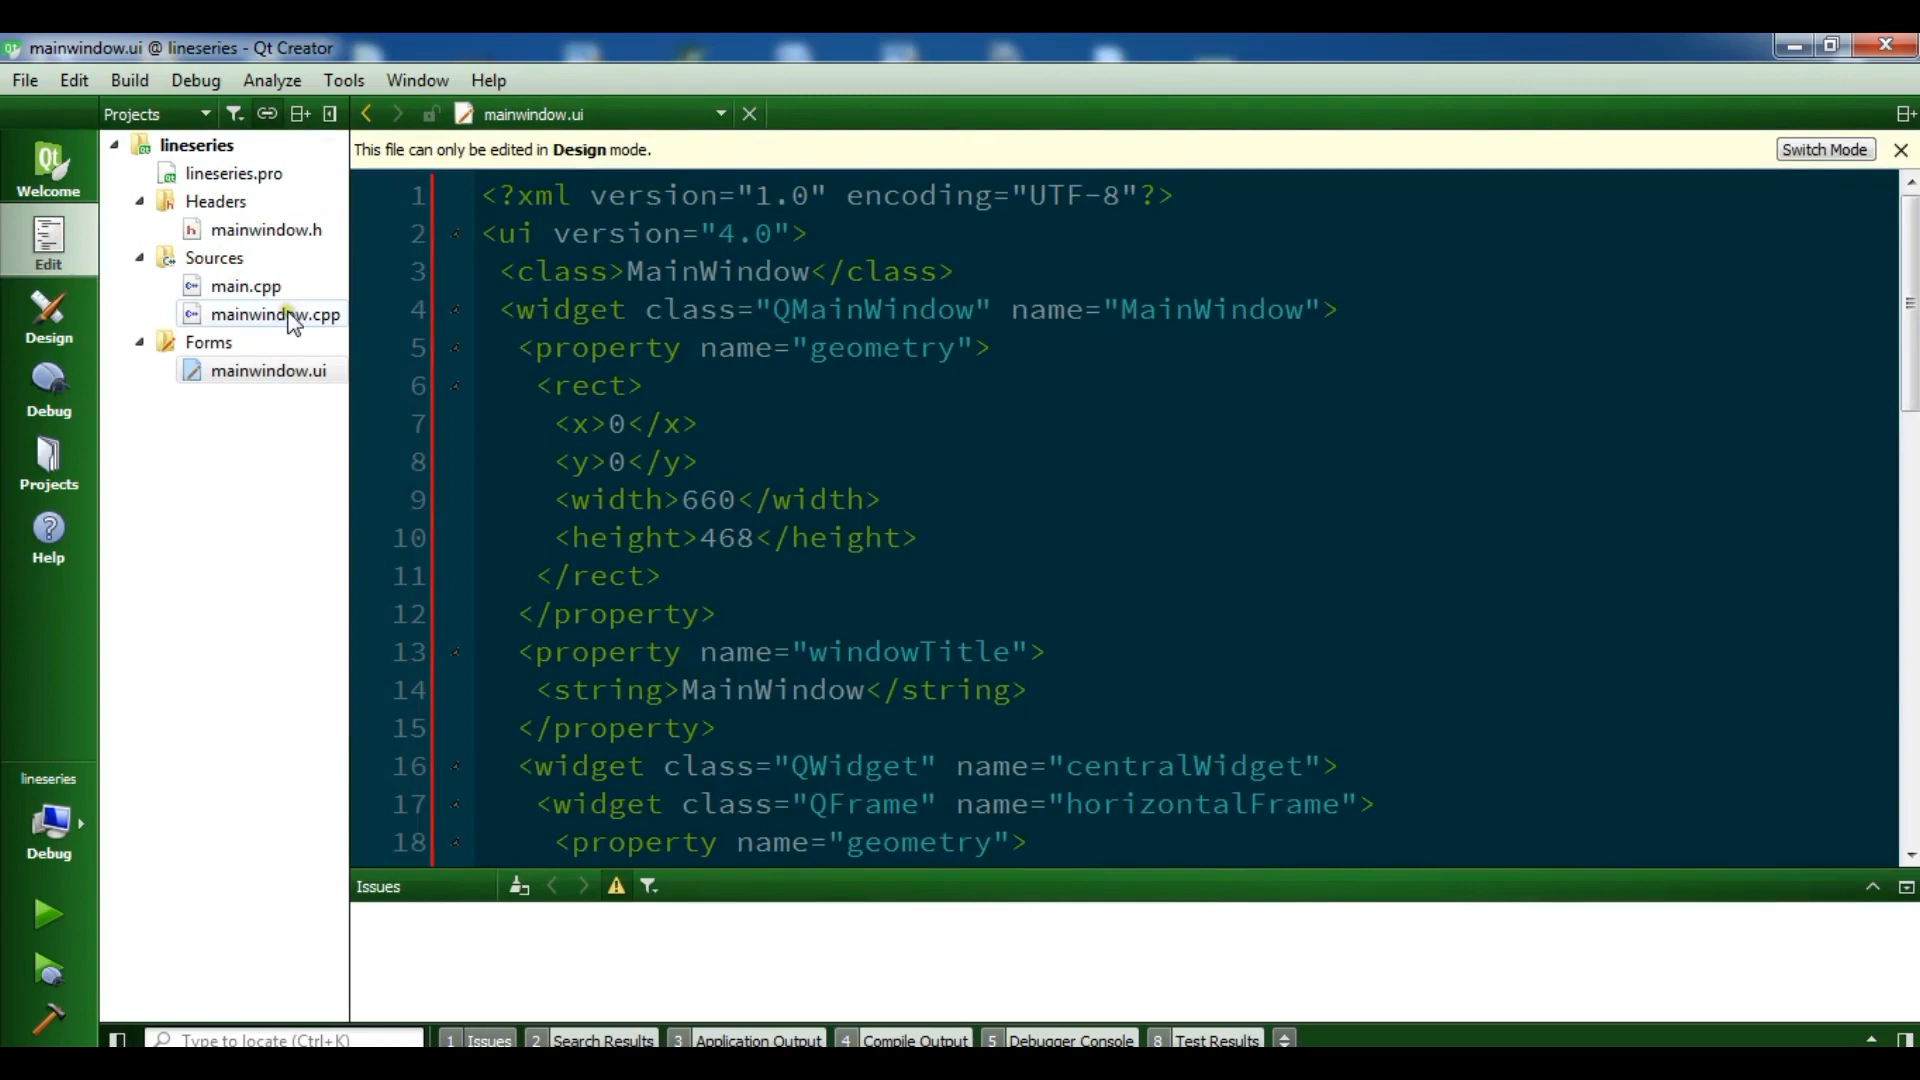 mainwindow.ui @ lineseries - Qt Creator
File Edit Build Debug Analyze Tools Window Help
Projects
mainwindow.ui
This file can only be edited in Design mode.
Switch Mode
Qt
Welcome
Edit
Design
Debug
Projects
Help
lineseries
Debug
lineseries
lineseries.pro
Headers
mainwindow.h
Sources
main.cpp
mainwindow.cpp
Forms
mainwindow.ui
1 <?xml version="1.0" encoding="UTF-8"?>
2 <ui version="4.0">
3 <class>MainWindow</class>
4 <widget class="QMainWindow" name="MainWindow">
5 <property name="geometry">
6 <rect>
7 <x>0</x>
8 <y>0</y>
9 <width>660</width>
10 <height>468</height>
11 </rect>
12 </property>
13 <property name="windowTitle">
14 <string>MainWindow</string>
15 </property>
16 <widget class="QWidget" name="centralWidget">
17 <widget class="QFrame" name="horizontalFrame">
18 <property name="geometry">
Issues
Type to locate (Ctrl+K)
1 Issues 2 Search Results 3 Application Output 4 Compile Output 5 Debugger Console 8 Test Results